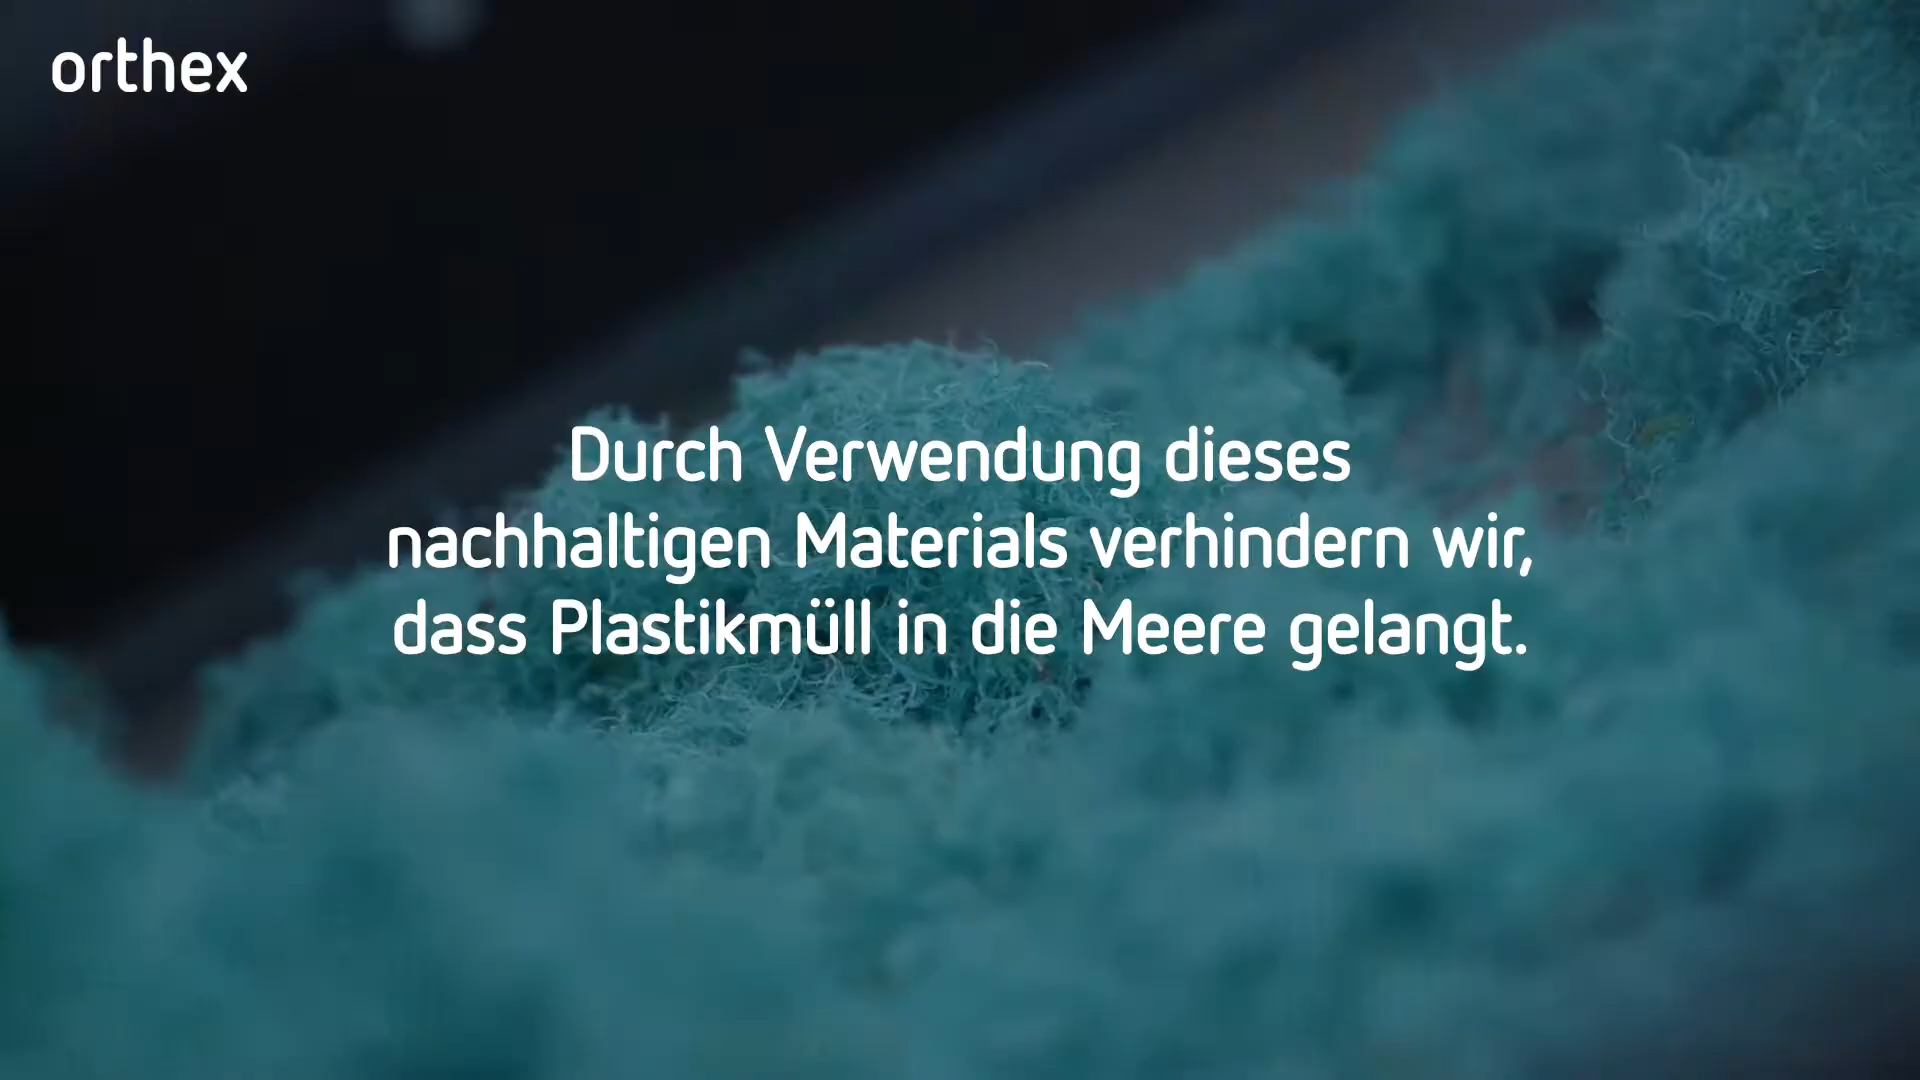 orthex
Durch Verwendung dieses
nachhaltigen Materials verhindern wir,
dass Plastikmüll in die Meere gelangt.